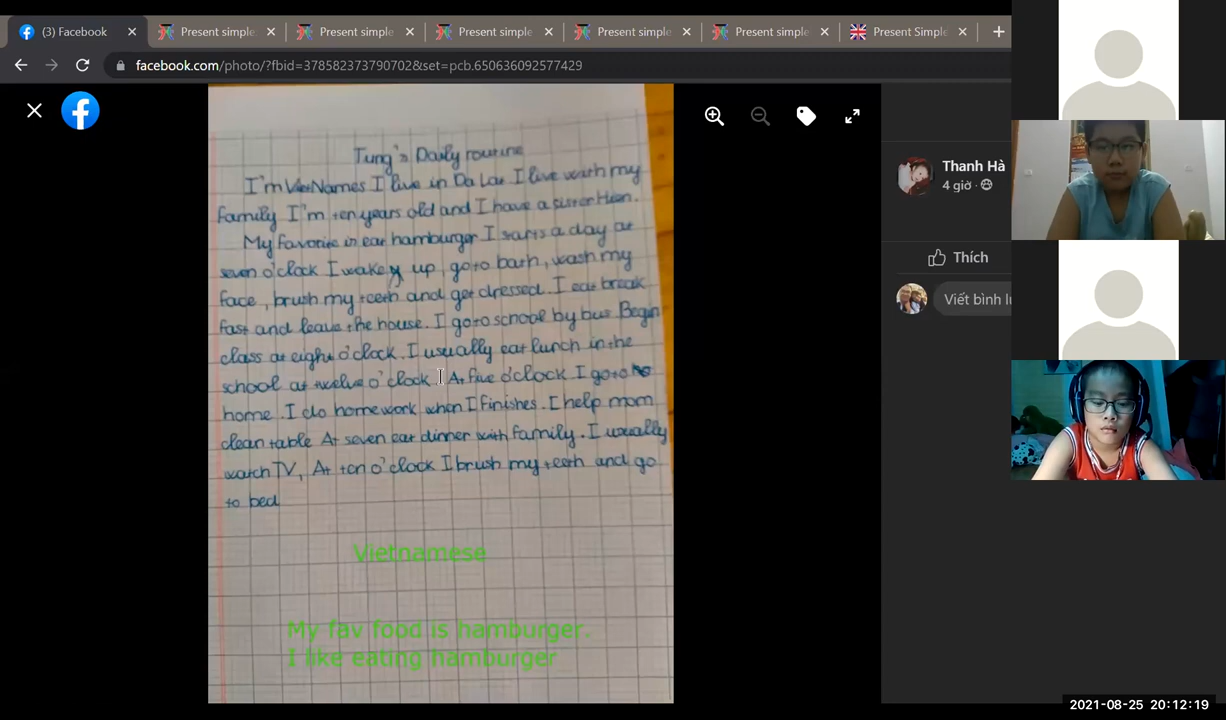 (3) Facebook
Present simple
Present simple
Present simple
Present simple
Present simple
Present Simpl
facebook.com/photo/?fbid=378582373790702&set=pcb.650636092577429
Thanh Hà
4 giờ
Thích
Viết bình lu
Tung's Daily routine
I'm VietNames I live in Da Lat I live with my
family I'm ten years old and I have a sister Hien.
My favorite in eat hamburger I starts a day at
seven o'clock I wake up, go to bath, wash my
face, brush my teeth and get dressed. I eat break
fast and leave the house. I go to school by bus. Begin
class at eight o'clock. I usually eat lunch in the
school at twelve o'clock. At five o'clock I go to
home. I do homework when I finishes. I help mom
clean table At seven eat dinner with family. I usually
watch TV, At ten o'clock I brush my teeth and go
to bed
Vietnamese
My fav food is hamburger.
I like eating hamburger
2021-08-25 20:12:19